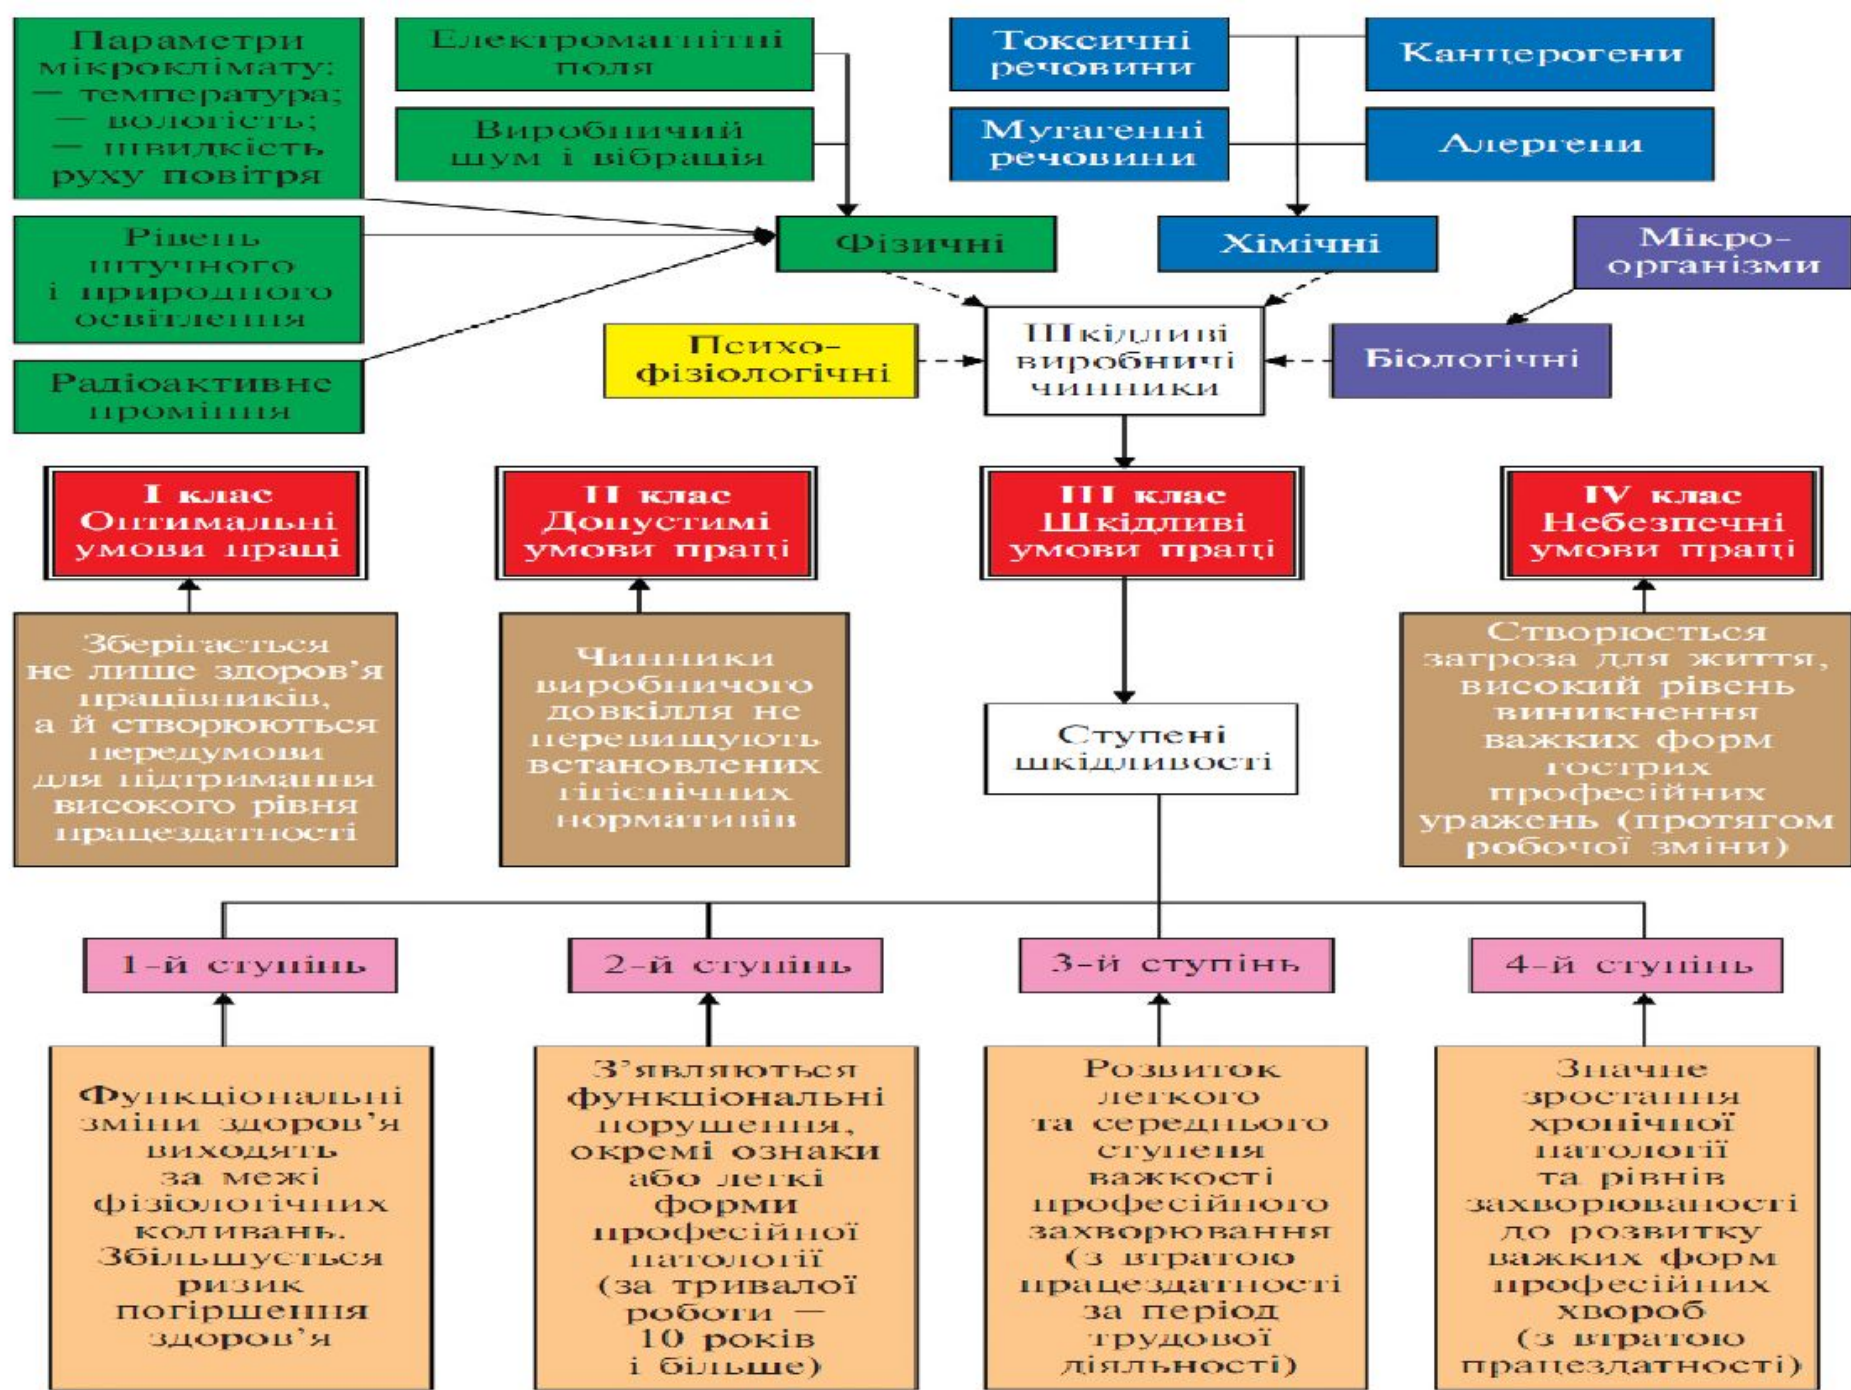 Параметри
мікроклімату:
— температура;
— вологість;
— швидкість
руху повітря
Електромагнітні
поля
Виробничий
шум і вібрація
Токсичні
речовини
Мутагенні
речовини
Канцерогени
Алергени
Рівень
штучного
і природного
освітлення
Радіоактивне
проміння
Фізичні
Хімічні
Мікро-
організми
Психо-
фізіологічні
Шкідливі
виробничі
чинники
Біологічні
I клас
Оптимальні
умови праці
II клас
Допустимі
умови праці
III клас
Шкідливі
умови праці
IV клас
Небезпечні
умови праці
Зберігається
не лише здоров’я
працівників,
а й створюються
передумови
для підтримання
високого рівня
працездатності
Чинники
виробничого
довкілля не
перевищують
встановлених
гігієнічних
нормативів
Ступені
шкідливості
Створюється
загроза для життя,
високий рівень
виникнення
важких форм
гострих
професійних
уражень (протягом
робочої зміни)
1-й ступінь
2-й ступінь
3-й ступінь
4-й ступінь
Функціональні
зміни здоров’я
виходять
за межі
фізіологічних
коливань.
Збільшується
ризик
погіршення
здоров’я
З’являються
функціональні
порушення,
окремі ознаки
або легкі
форми
професійної
патології
(за тривалої
роботи —
10 років
і більше)
Розвиток
легкого
та середнього
ступеня
важкості
професійного
захворювання
(з втратою
працездатності
за період
трудової
діяльності)
Значне
зростання
хронічної
патології
та рівнів
захворюваності
до розвитку
важких форм
професійних
хвороб
(з втратою
працездатності)